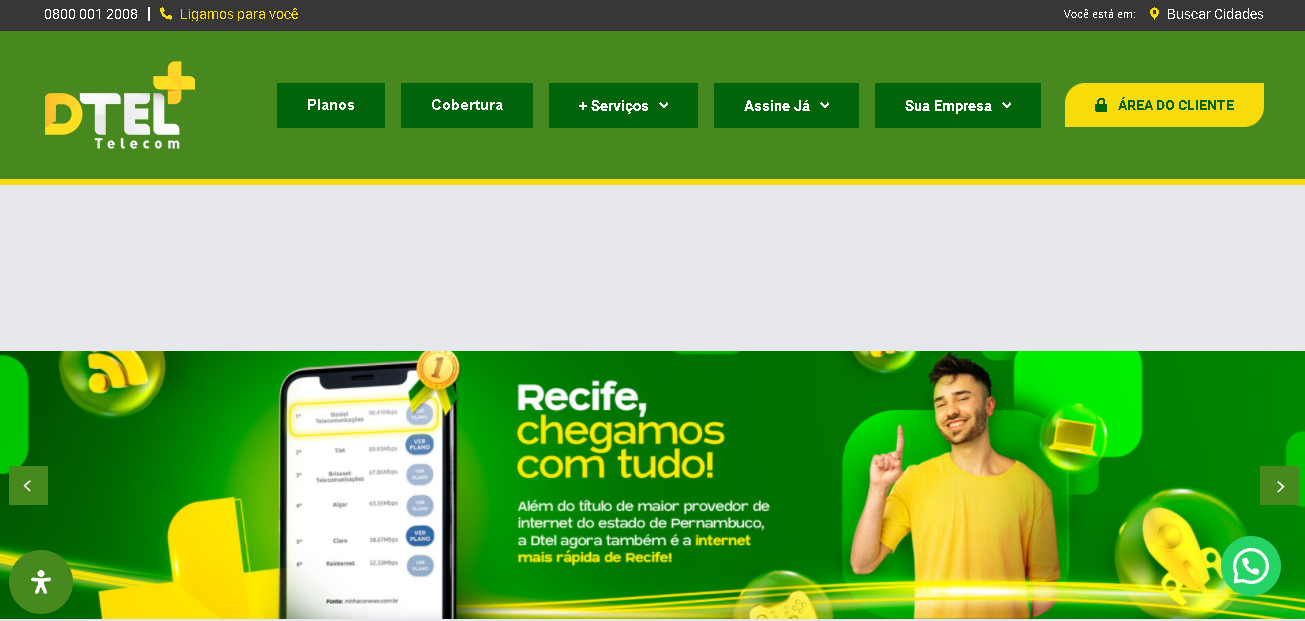 0800 001 2008
Ligamos para você
Você está em:
Buscar Cidades
DTEL
Telecom
Planos
Cobertura
+ Serviços
Assine Já
Sua Empresa
ÁREA DO CLIENTE
1
1º Daniel Telecomunicações VER PLANO
2º TIM 89.93Mbps VER PLANO
3º Brisanet Telecomunicações 67.86Mbps VER PLANO
4º Algar 63.35Mbps VER PLANO
5º Claro 58.67Mbps VER PLANO
6º Rainternet 52.33Mbps VER PLANO
Fonte: minhaconexao.com.br
Recife,
chegamos
com tudo!
Além do título de maior provedor de
internet do estado de Pernambuco,
a Dtel agora também é a internet
mais rápida de Recife!